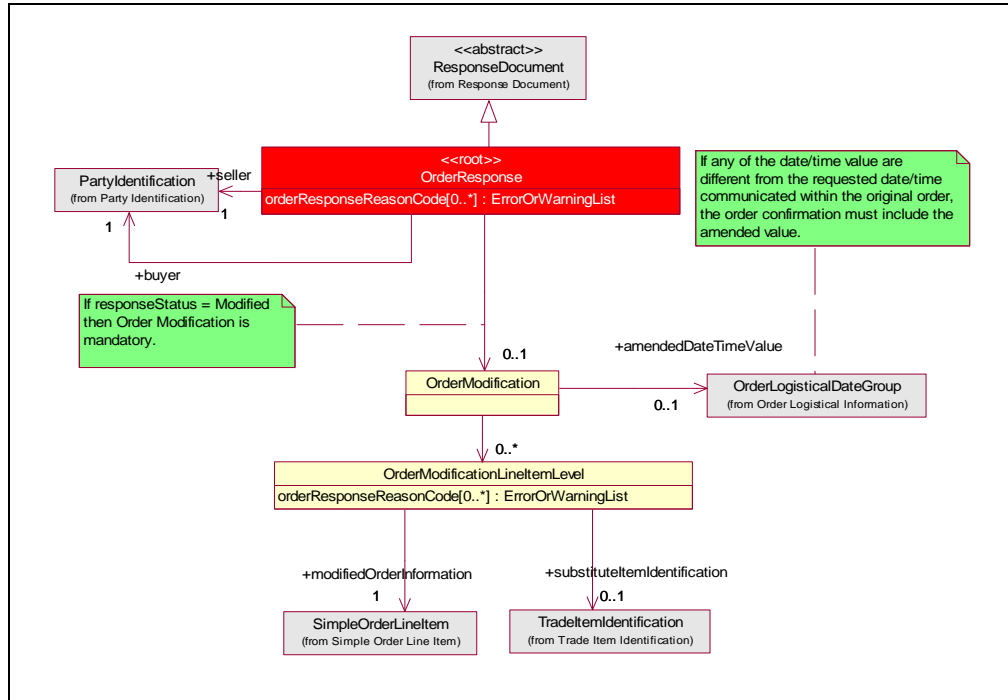 <<abstract>>
ResponseDocument
(from Response Document)
<<root>>
OrderResponse
orderResponseReasonCode[0..*] : ErrorOrWarningList
If any of the date/time value are
different from the requested date/time
communicated within the original order,
the order confirmation must include the
amended value.
+seller
PartyIdentification
(from Party Identification)
1
1
+buyer
If responseStatus = Modified
then Order Modification is
mandatory.
0..1
+amendedDateTimeValue
OrderModification
0..1
OrderLogisticalDateGroup
(from Order Logistical Information)
0..*
OrderModificationLineItemLevel
orderResponseReasonCode[0..*] : ErrorOrWarningList
+modifiedOrderInformation
1
+substituteItemIdentification
0..1
SimpleOrderLineItem
(from Simple Order Line Item)
TradeItemIdentification
(from Trade Item Identification)